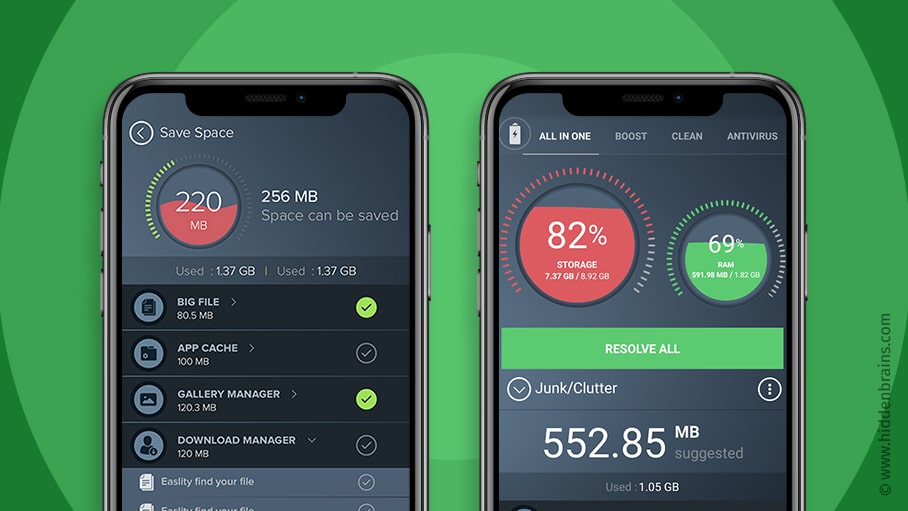 Save Space
220
MB
256 MB
Space can be saved
Used : 1.37 GB | Used : 1.37 GB
BIG FILE
80.5 MB
APP CACHE
100 MB
GALLERY MANAGER
120.3 MB
DOWNLOAD MANAGER
120 MB
Easlity find your file
Easlity find your file
ALL IN ONE BOOST CLEAN ANTIVIRUS
82%
STORAGE
7.37 GB / 8.92 GB
69%
RAM
591.98 MB / 1.82 GB
RESOLVE ALL
Junk/Clutter
552.85 MB
suggested
Used : 1.05 GB
© www.hiddenbrains.com